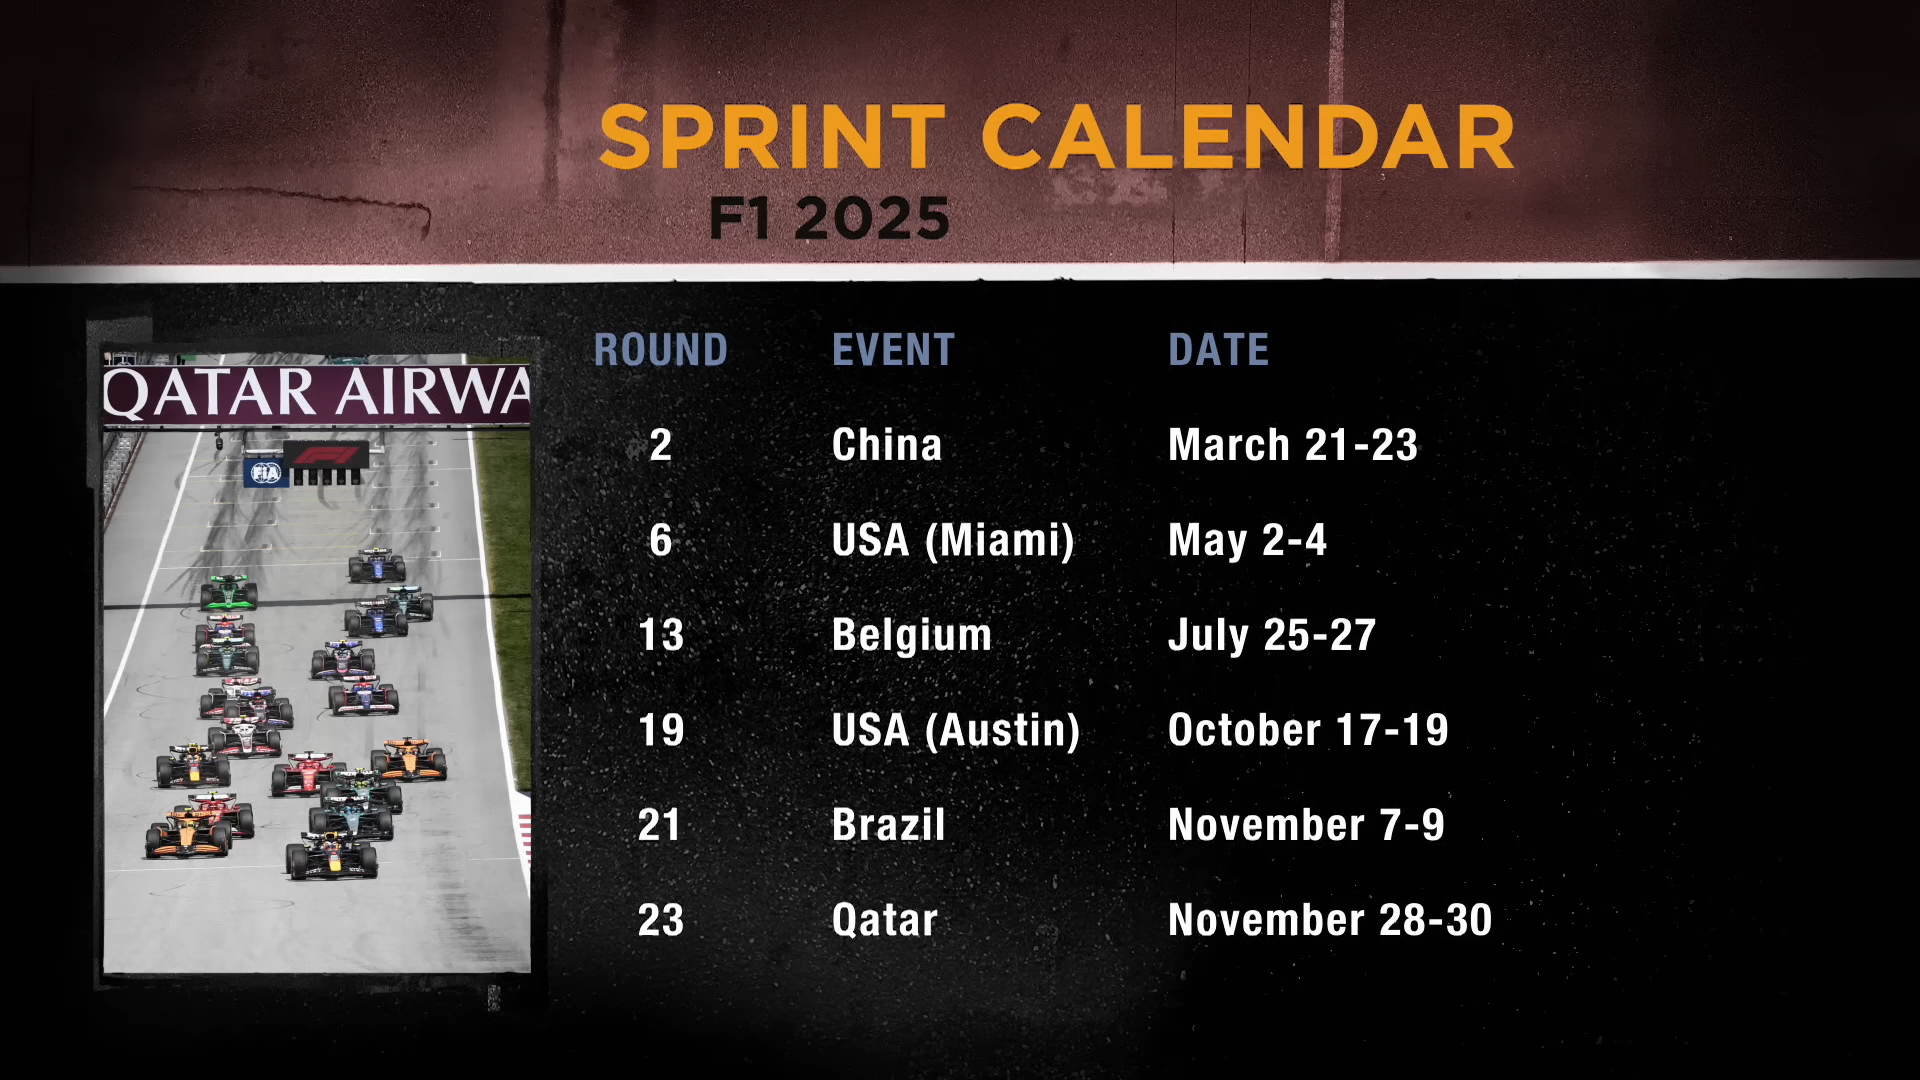 SPRINT CALENDAR
F1 2025
ROUND EVENT DATE
2 China March 21-23
6 USA (Miami) May 2-4
13 Belgium July 25-27
19 USA (Austin) October 17-19
21 Brazil November 7-9
23 Qatar November 28-30
QATAR AIRWA
FIA
F1